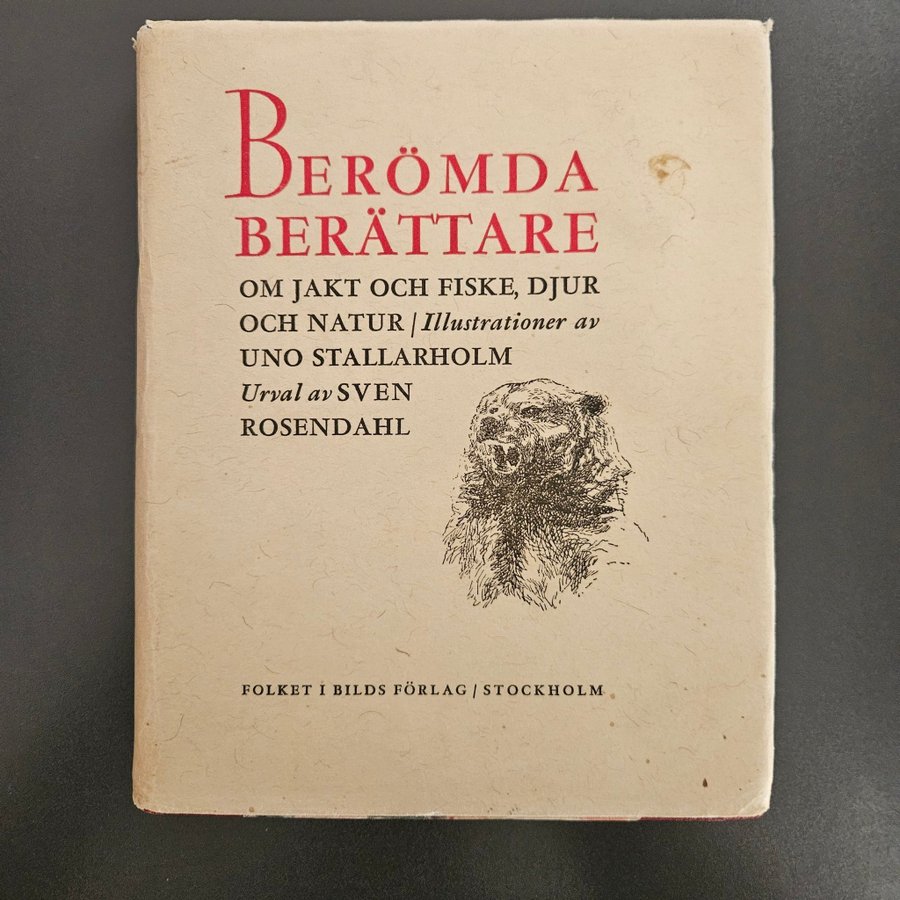 BERÖMDA
BERÄTTARE
OM JAKT OCH FISKE, DJUR
OCH NATUR / Illustrationer av
UNO STALLARHOLM
Urval av SVEN
ROSENDAHL
FOLKET I BILDS FÖRLAG / STOCKHOLM